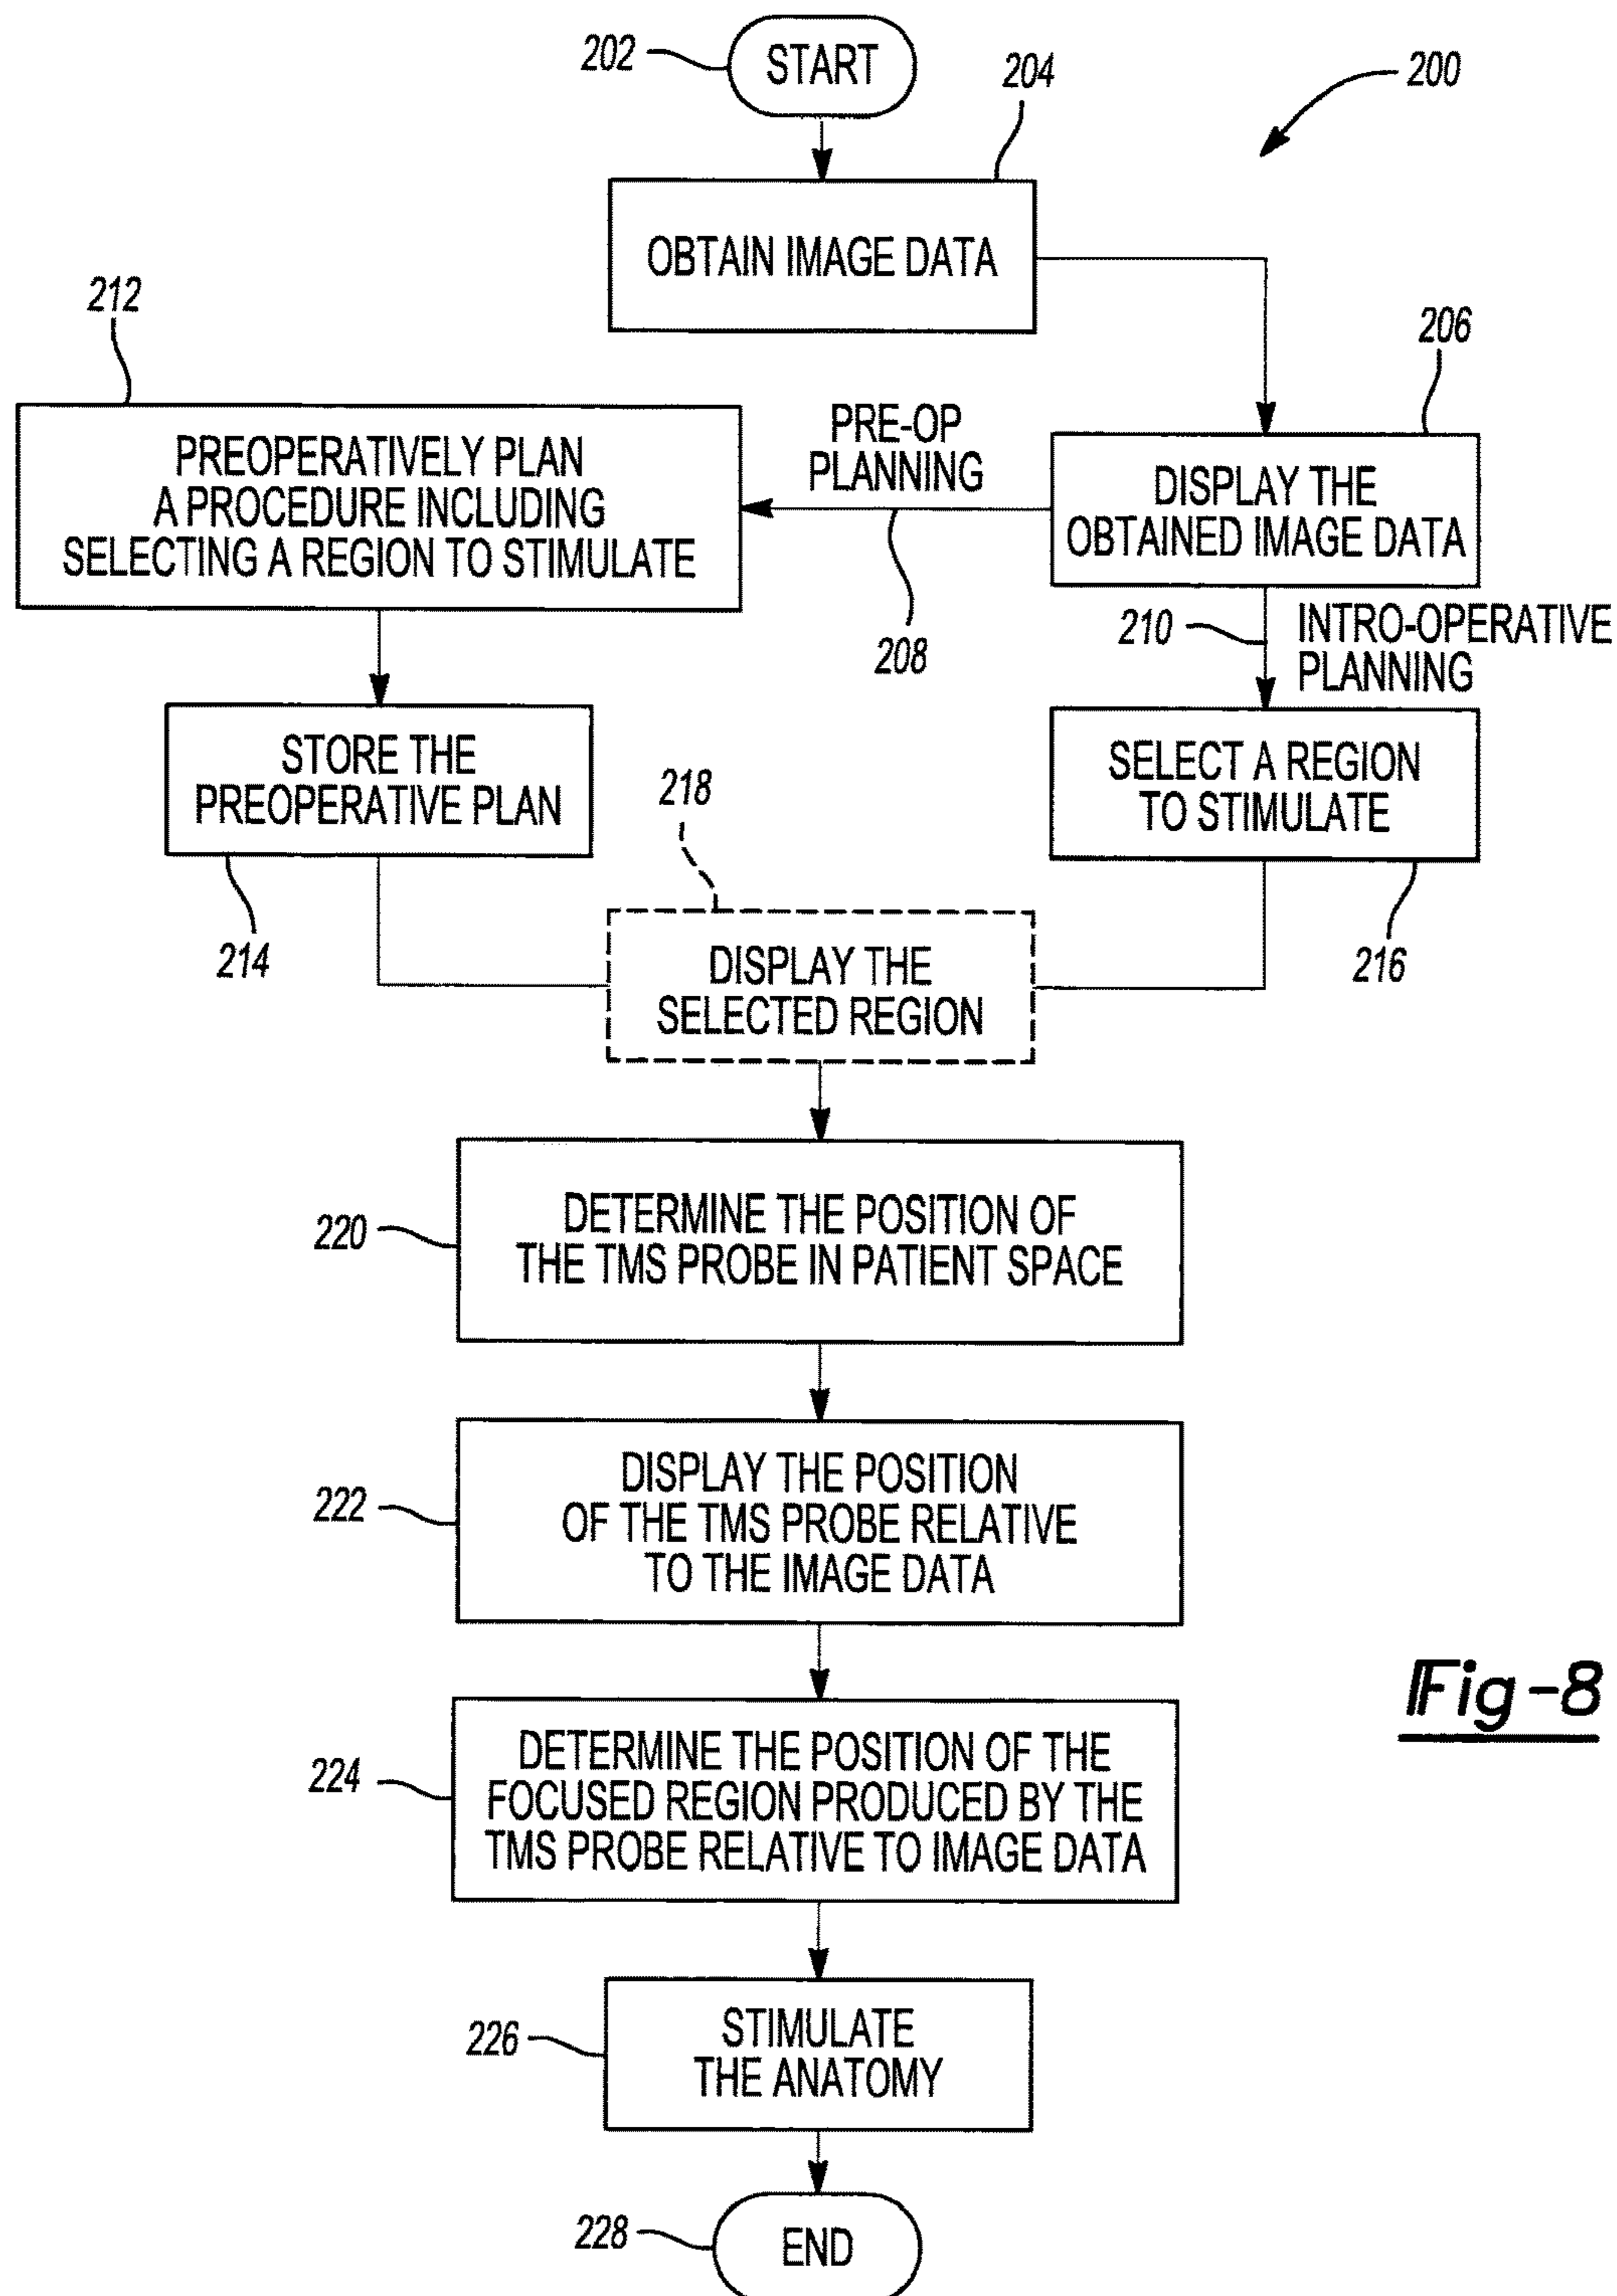 202
START
204
200
OBTAIN IMAGE DATA
212
206
PREOPERATIVELY PLAN
A PROCEDURE INCLUDING
SELECTING A REGION TO STIMULATE
PRE-OP
PLANNING
208
DISPLAY THE
OBTAINED IMAGE DATA
210
INTRO-OPERATIVE
PLANNING
STORE THE
PREOPERATIVE PLAN
214
SELECT A REGION
TO STIMULATE
216
218
DISPLAY THE
SELECTED REGION
220
DETERMINE THE POSITION OF
THE TMS PROBE IN PATIENT SPACE
222
DISPLAY THE POSITION
OF THE TMS PROBE RELATIVE
TO THE IMAGE DATA
224
DETERMINE THE POSITION OF THE
FOCUSED REGION PRODUCED BY THE
TMS PROBE RELATIVE TO IMAGE DATA
Fig-8
226
STIMULATE
THE ANATOMY
228
END